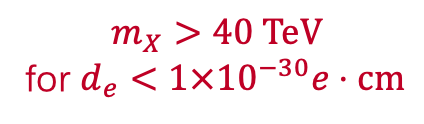 m_X > 40 TeV
for d_e < 1×10^{−30} e · cm